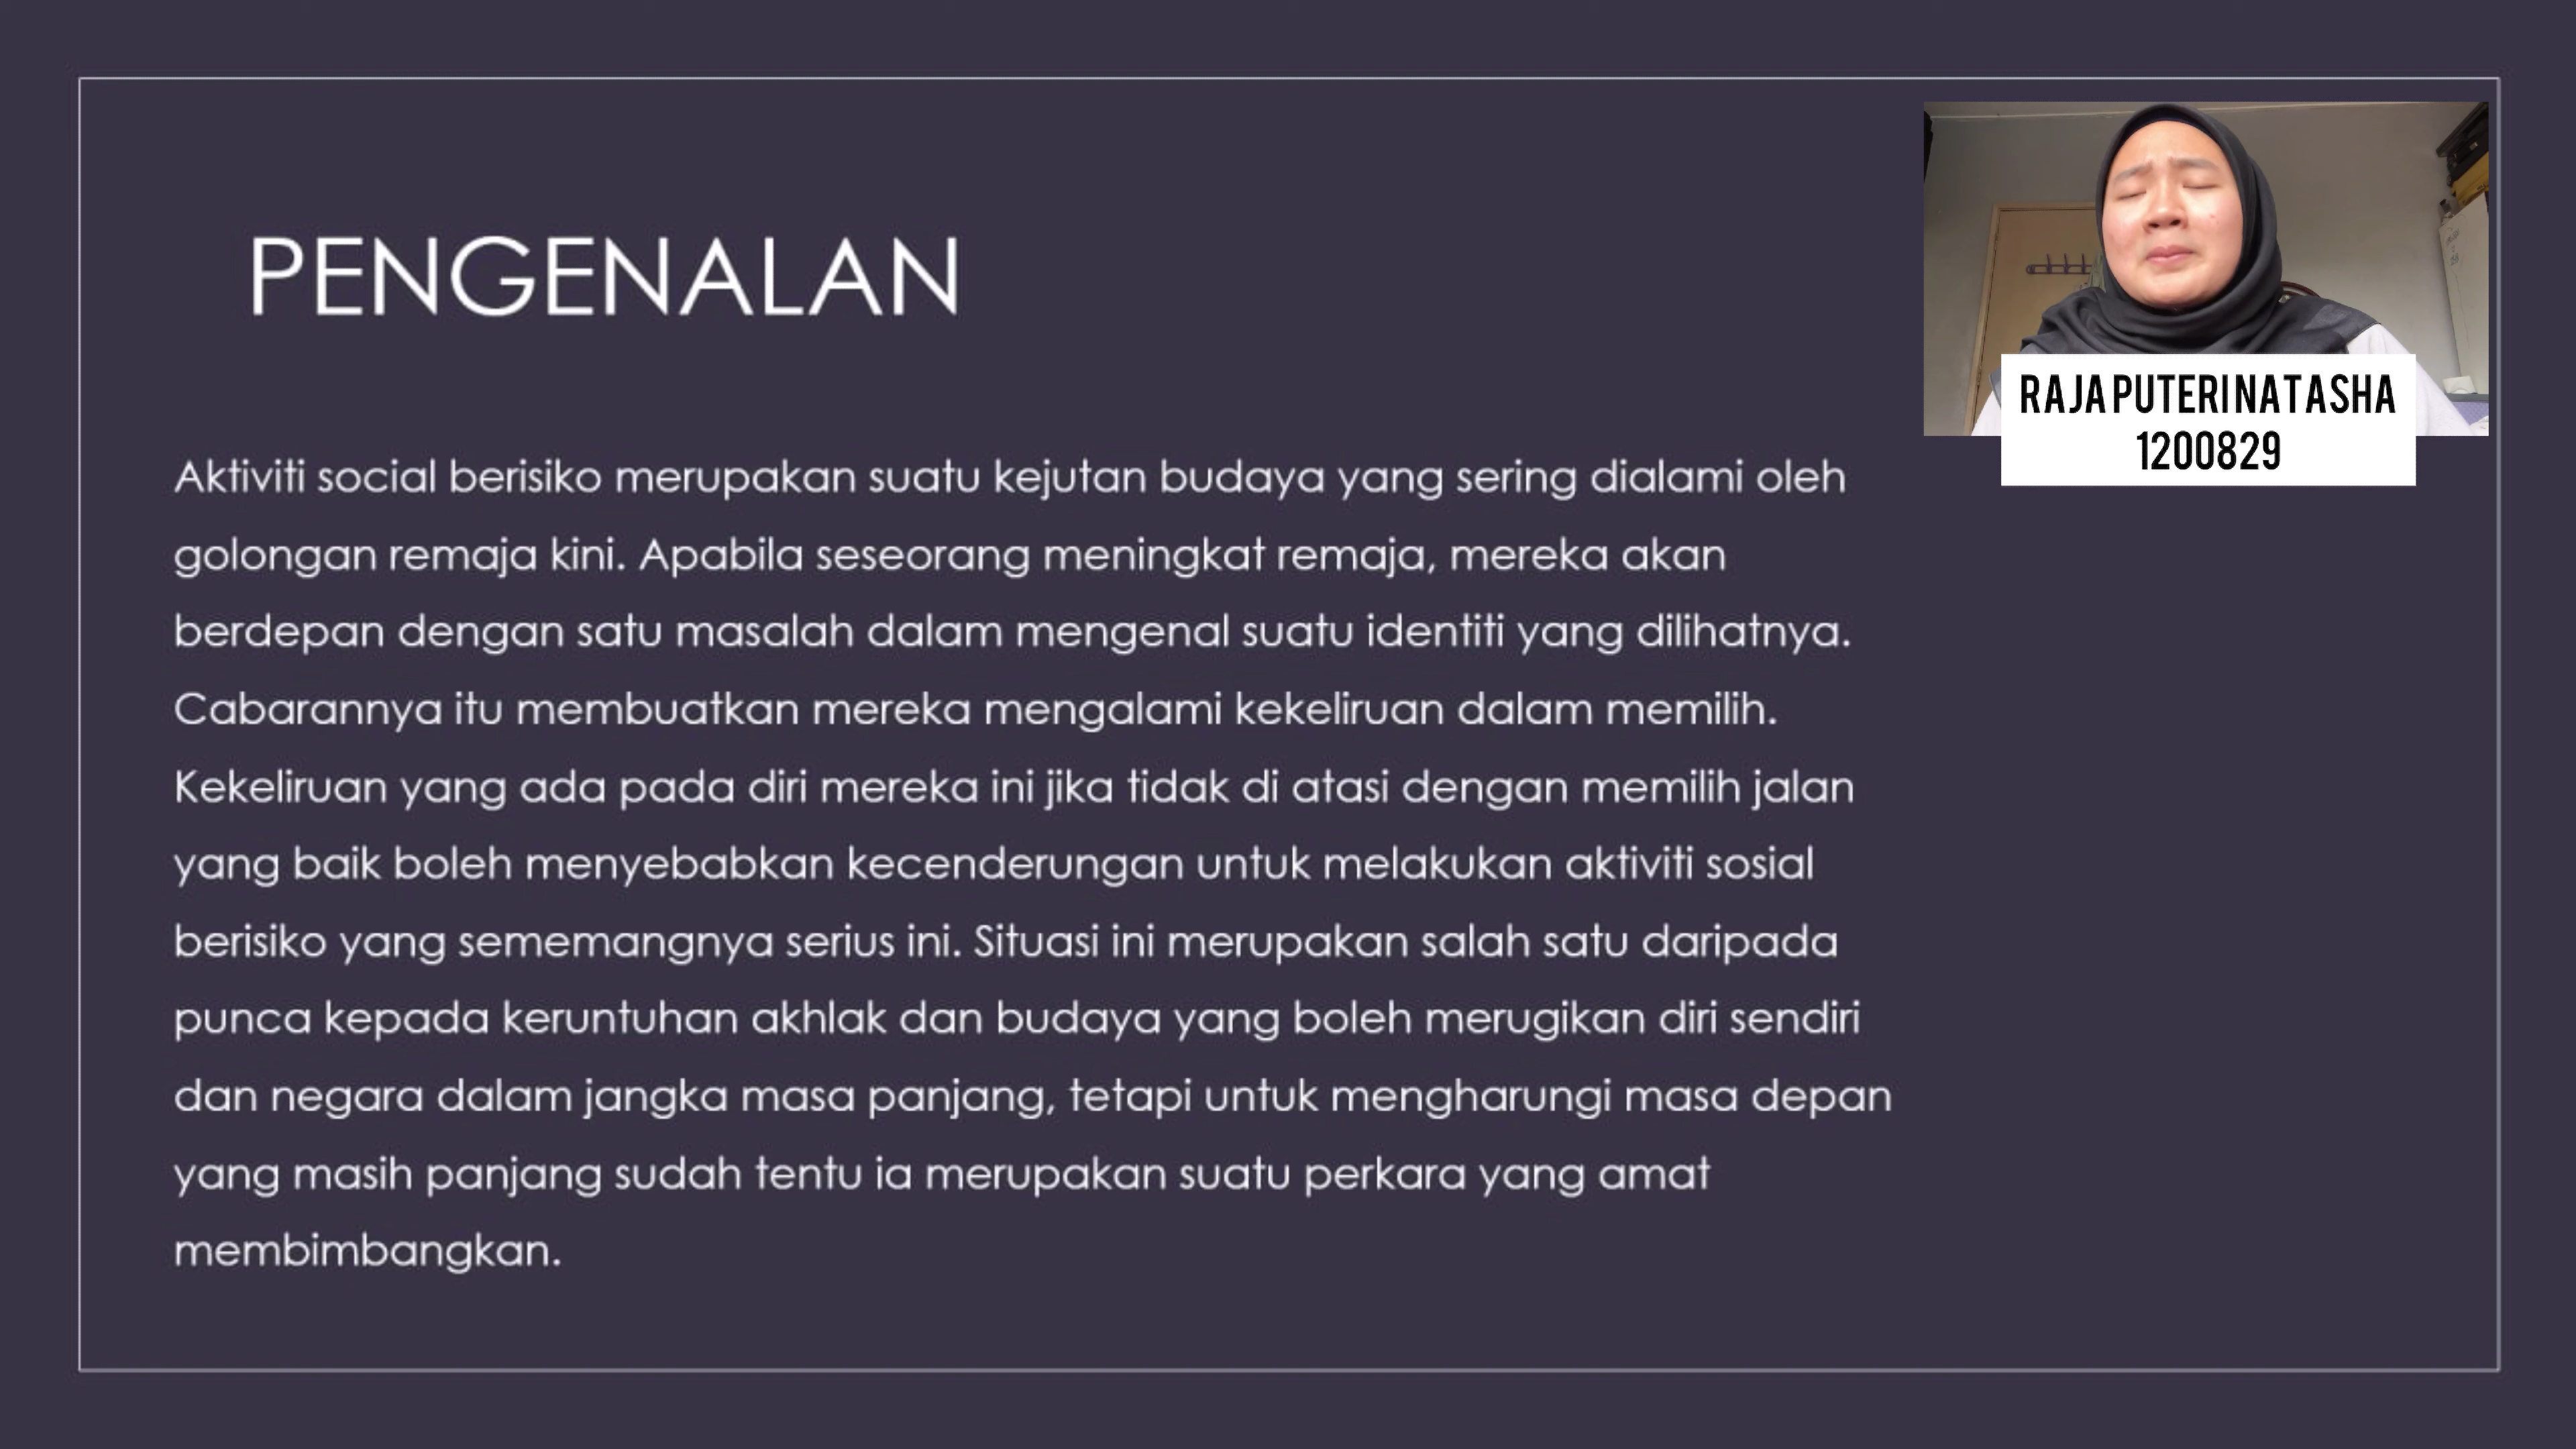 PENGENALAN
RAJA PUTERI NATASHA
1200829
Aktiviti social berisiko merupakan suatu kejutan budaya yang sering dialami oleh
golongan remaja kini. Apabila seseorang meningkat remaja, mereka akan
berdepan dengan satu masalah dalam mengenal suatu identiti yang dilihatnya.
Cabarannya itu membuatkan mereka mengalami kekeliruan dalam memilih.
Kekeliruan yang ada pada diri mereka ini jika tidak di atasi dengan memilih jalan
yang baik boleh menyebabkan kecenderungan untuk melakukan aktiviti sosial
berisiko yang sememangnya serius ini. Situasi ini merupakan salah satu daripada
punca kepada keruntuhan akhlak dan budaya yang boleh merugikan diri sendiri
dan negara dalam jangka masa panjang, tetapi untuk mengharungi masa depan
yang masih panjang sudah tentu ia merupakan suatu perkara yang amat
membimbangkan.